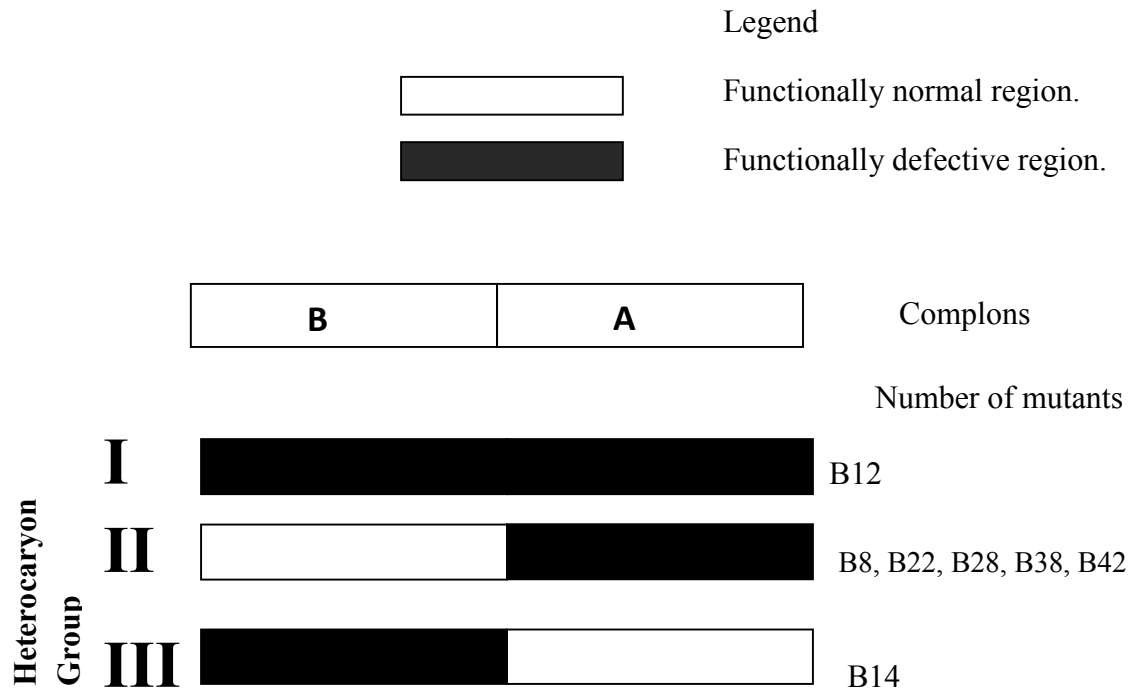 Legend
Functionally normal region.
Functionally defective region.
B A Complons
Number of mutants
Heterocaryon
Group
I B12
II B8, B22, B28, B38, B42
III B14